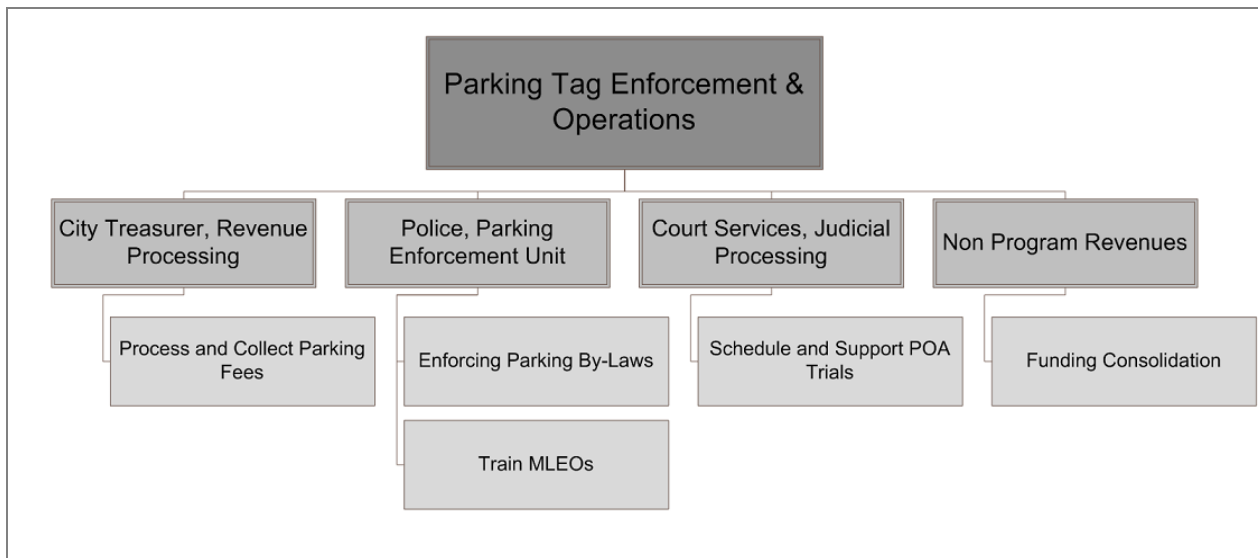 Parking Tag Enforcement &
Operations
City Treasurer, Revenue
Processing
Police, Parking
Enforcement Unit
Court Services, Judicial
Processing
Non Program Revenues
Process and Collect Parking
Fees
Enforcing Parking By-Laws
Schedule and Support POA
Trials
Funding Consolidation
Train MLEOs